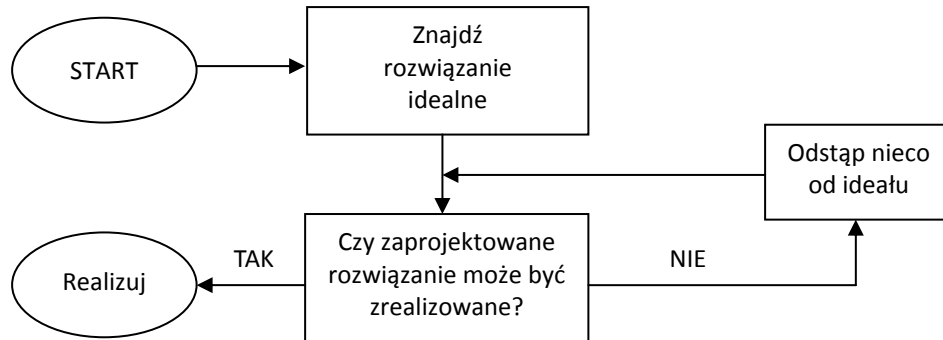 START
Znajdź
rozwiązanie
idealne
Odstąp nieco
od ideału
Realizuj
TAK
Czy zaprojektowane
rozwiązanie może być
zrealizowane?
NIE